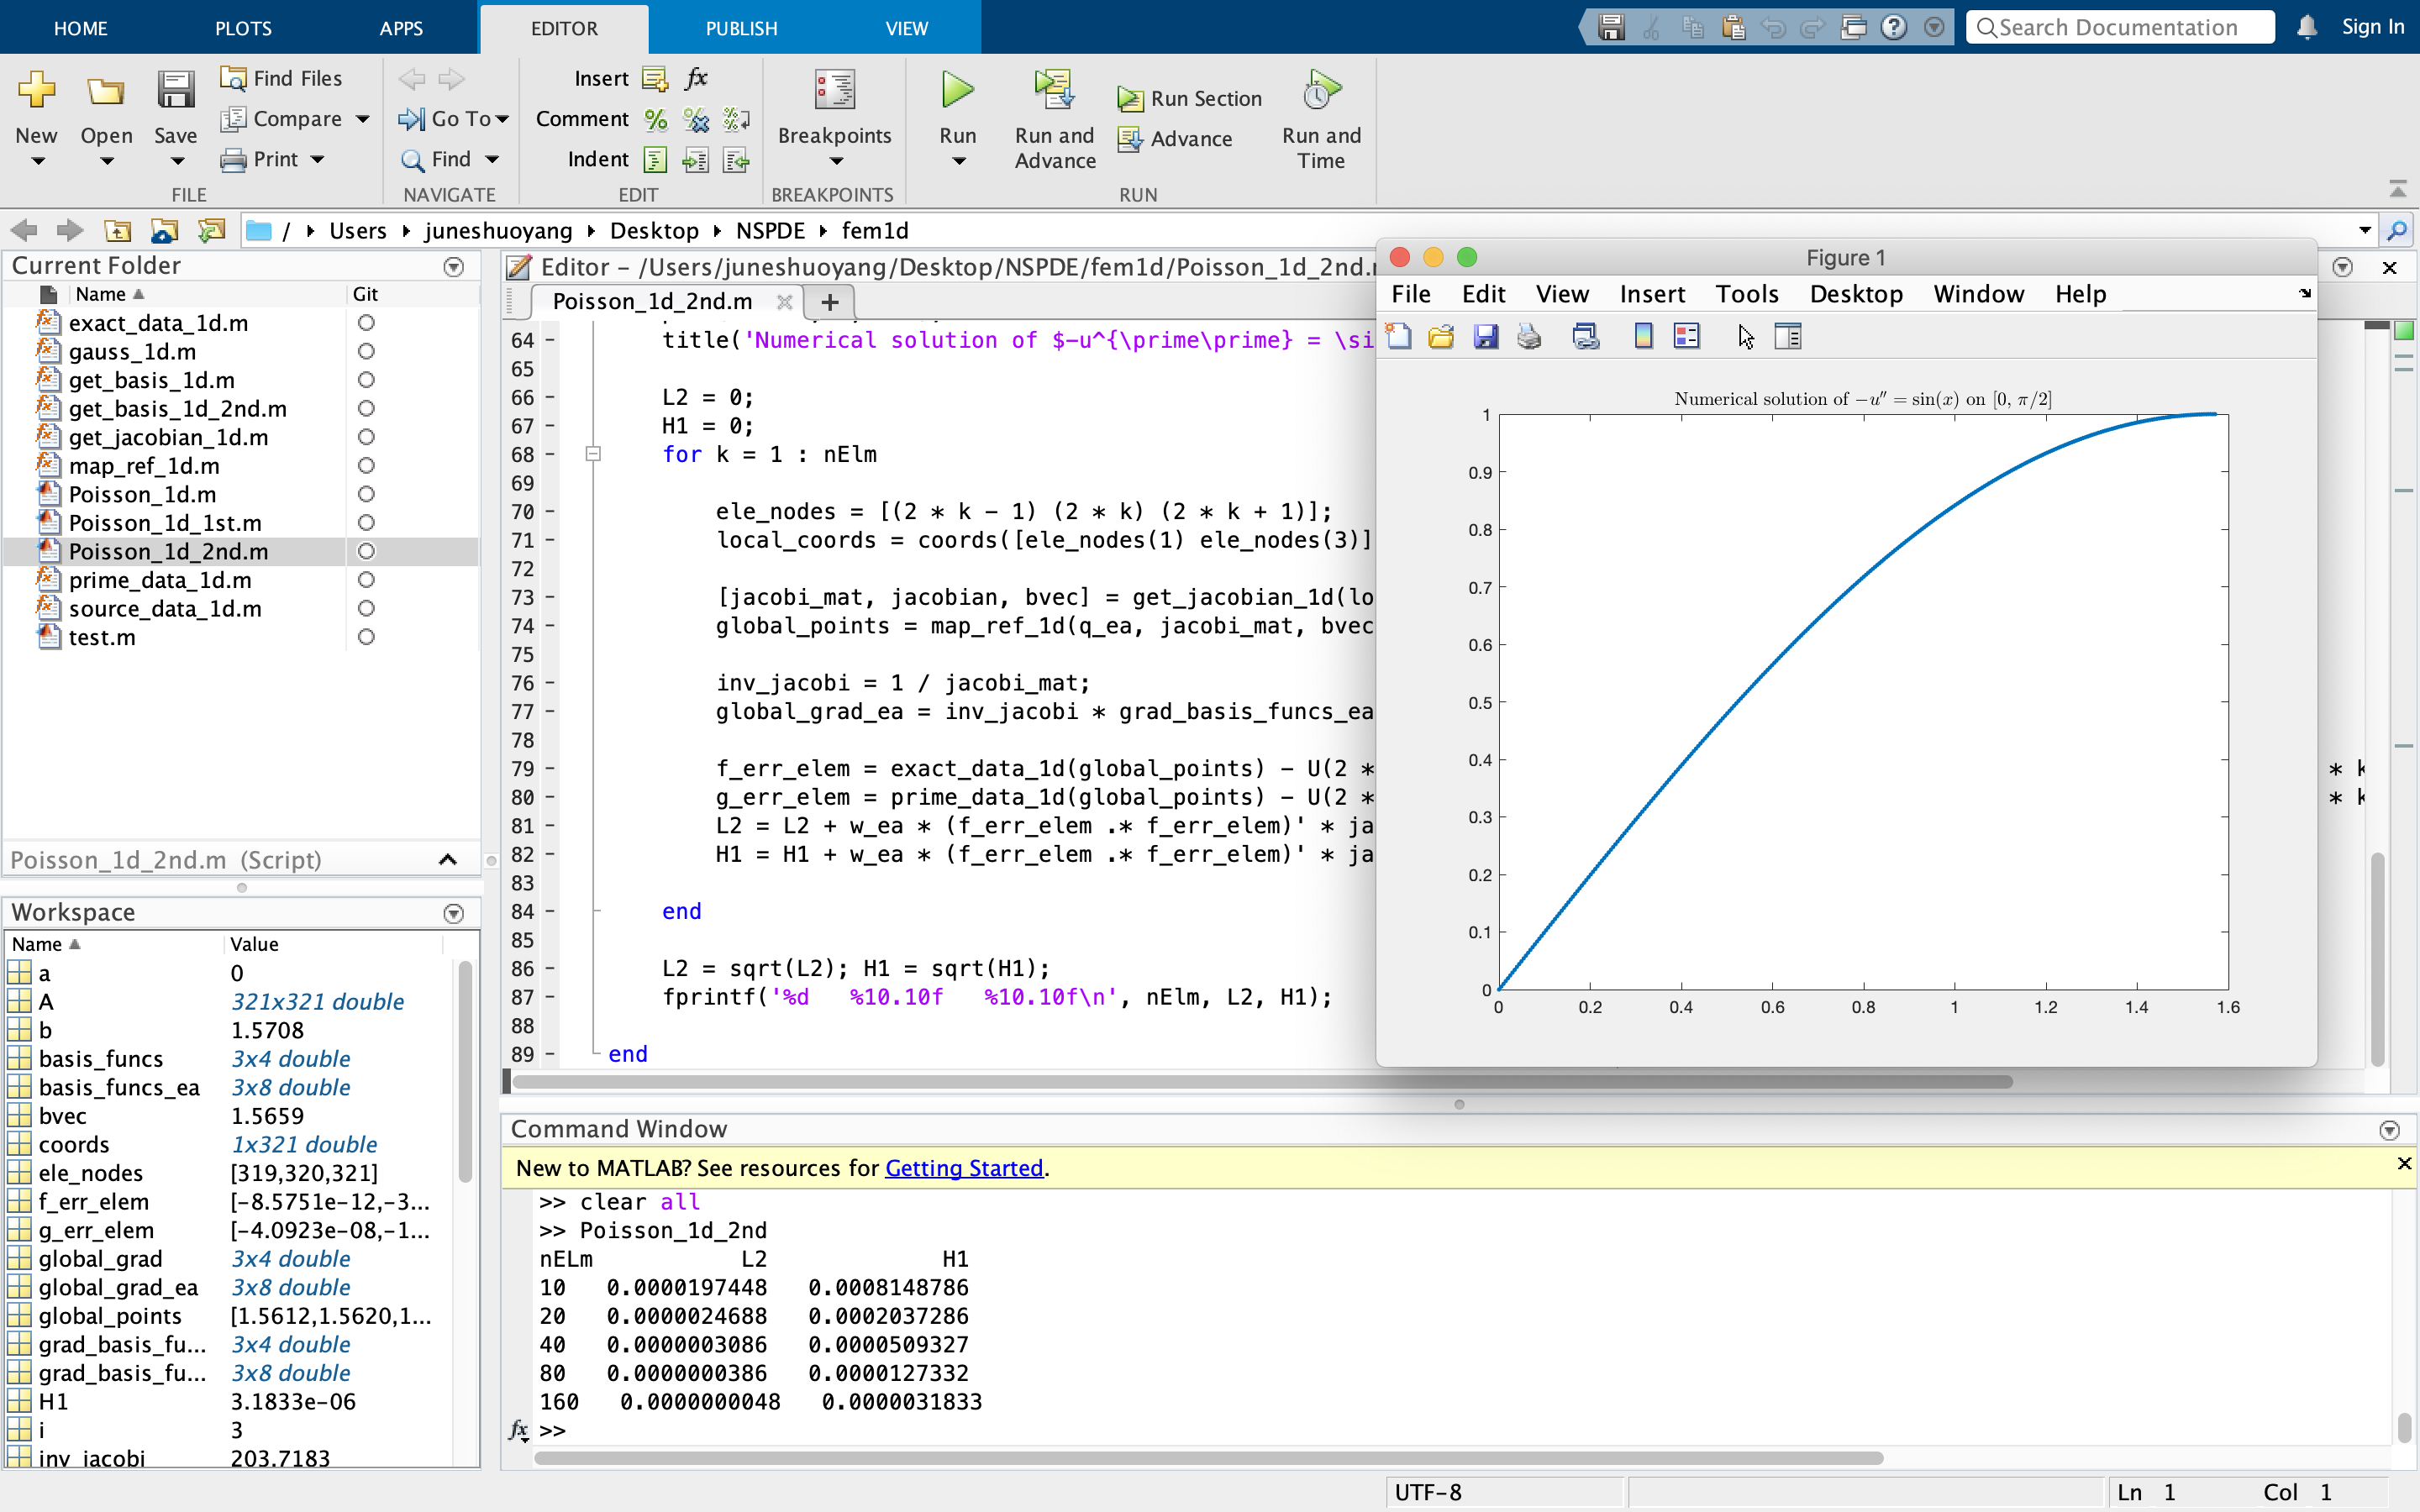 HOME PLOTS APPS EDITOR PUBLISH VIEW Search Documentation Sign In
New Open Save Find Files Compare Print FILE
Go To Find NAVIGATE
Insert fx Comment Indent EDIT
Breakpoints BREAKPOINTS
Run Run and Advance Run Section Advance Run and Time RUN
/ Users juneshuoyang Desktop NSPDE fem1d
Current Folder
Name Git
exact_data_1d.m
gauss_1d.m
get_basis_1d.m
get_basis_1d_2nd.m
get_jacobian_1d.m
map_ref_1d.m
Poisson_1d.m
Poisson_1d_1st.m
Poisson_1d_2nd.m
prime_data_1d.m
source_data_1d.m
test.m
Poisson_1d_2nd.m (Script)
Workspace
Name Value
a 0
A 321x321 double
b 1.5708
basis_funcs 3x4 double
basis_funcs_ea 3x8 double
bvec 1.5659
coords 1x321 double
ele_nodes [319,320,321]
f_err_elem [-8.5751e-12,-3...
g_err_elem [-4.0923e-08,-1...
global_grad 3x4 double
global_grad_ea 3x8 double
global_points [1.5612,1.5620,1...
grad_basis_fu... 3x4 double
grad_basis_fu... 3x8 double
H1 3.1833e-06
i 3
inv_jacobi 203.7183
Editor - /Users/juneshuoyang/Desktop/NSPDE/fem1d/Poisson_1d_2nd.
Poisson_1d_2nd.m +
64 - title('Numerical solution of $-u^{\prime\prime} = \si
65
66 - L2 = 0;
67 - H1 = 0;
68 - for k = 1 : nElm
69
70 - ele_nodes = [(2 * k - 1) (2 * k) (2 * k + 1)];
71 - local_coords = coords([ele_nodes(1) ele_nodes(3)]
72
73 - [jacobi_mat, jacobian, bvec] = get_jacobian_1d(lo
74 - global_points = map_ref_1d(q_ea, jacobi_mat, bvec
75
76 - inv_jacobi = 1 / jacobi_mat;
77 - global_grad_ea = inv_jacobi * grad_basis_funcs_ea
78
79 - f_err_elem = exact_data_1d(global_points) - U(2 * * k
80 - g_err_elem = prime_data_1d(global_points) - U(2 * * k
81 - L2 = L2 + w_ea * (f_err_elem .* f_err_elem)' * ja
82 - H1 = H1 + w_ea * (f_err_elem .* f_err_elem)' * ja
83
84 - end
85
86 - L2 = sqrt(L2); H1 = sqrt(H1);
87 - fprintf('%d   %10.10f   %10.10f\n', nElm, L2, H1);
88
89 - end
Figure 1
File Edit View Insert Tools Desktop Window Help
Numerical solution of −u″ = sin(x) on [0, π/2]
1
0.9
0.8
0.7
0.6
0.5
0.4
0.3
0.2
0.1
0
0 0.2 0.4 0.6 0.8 1 1.2 1.4 1.6
Command Window
New to MATLAB? See resources for Getting Started.
>> clear all
>> Poisson_1d_2nd
nELm L2 H1
10 0.0000197448 0.0008148786
20 0.0000024688 0.0002037286
40 0.0000003086 0.0000509327
80 0.0000000386 0.0000127332
160 0.0000000048 0.0000031833
fx >>
UTF-8 Ln 1 Col 1